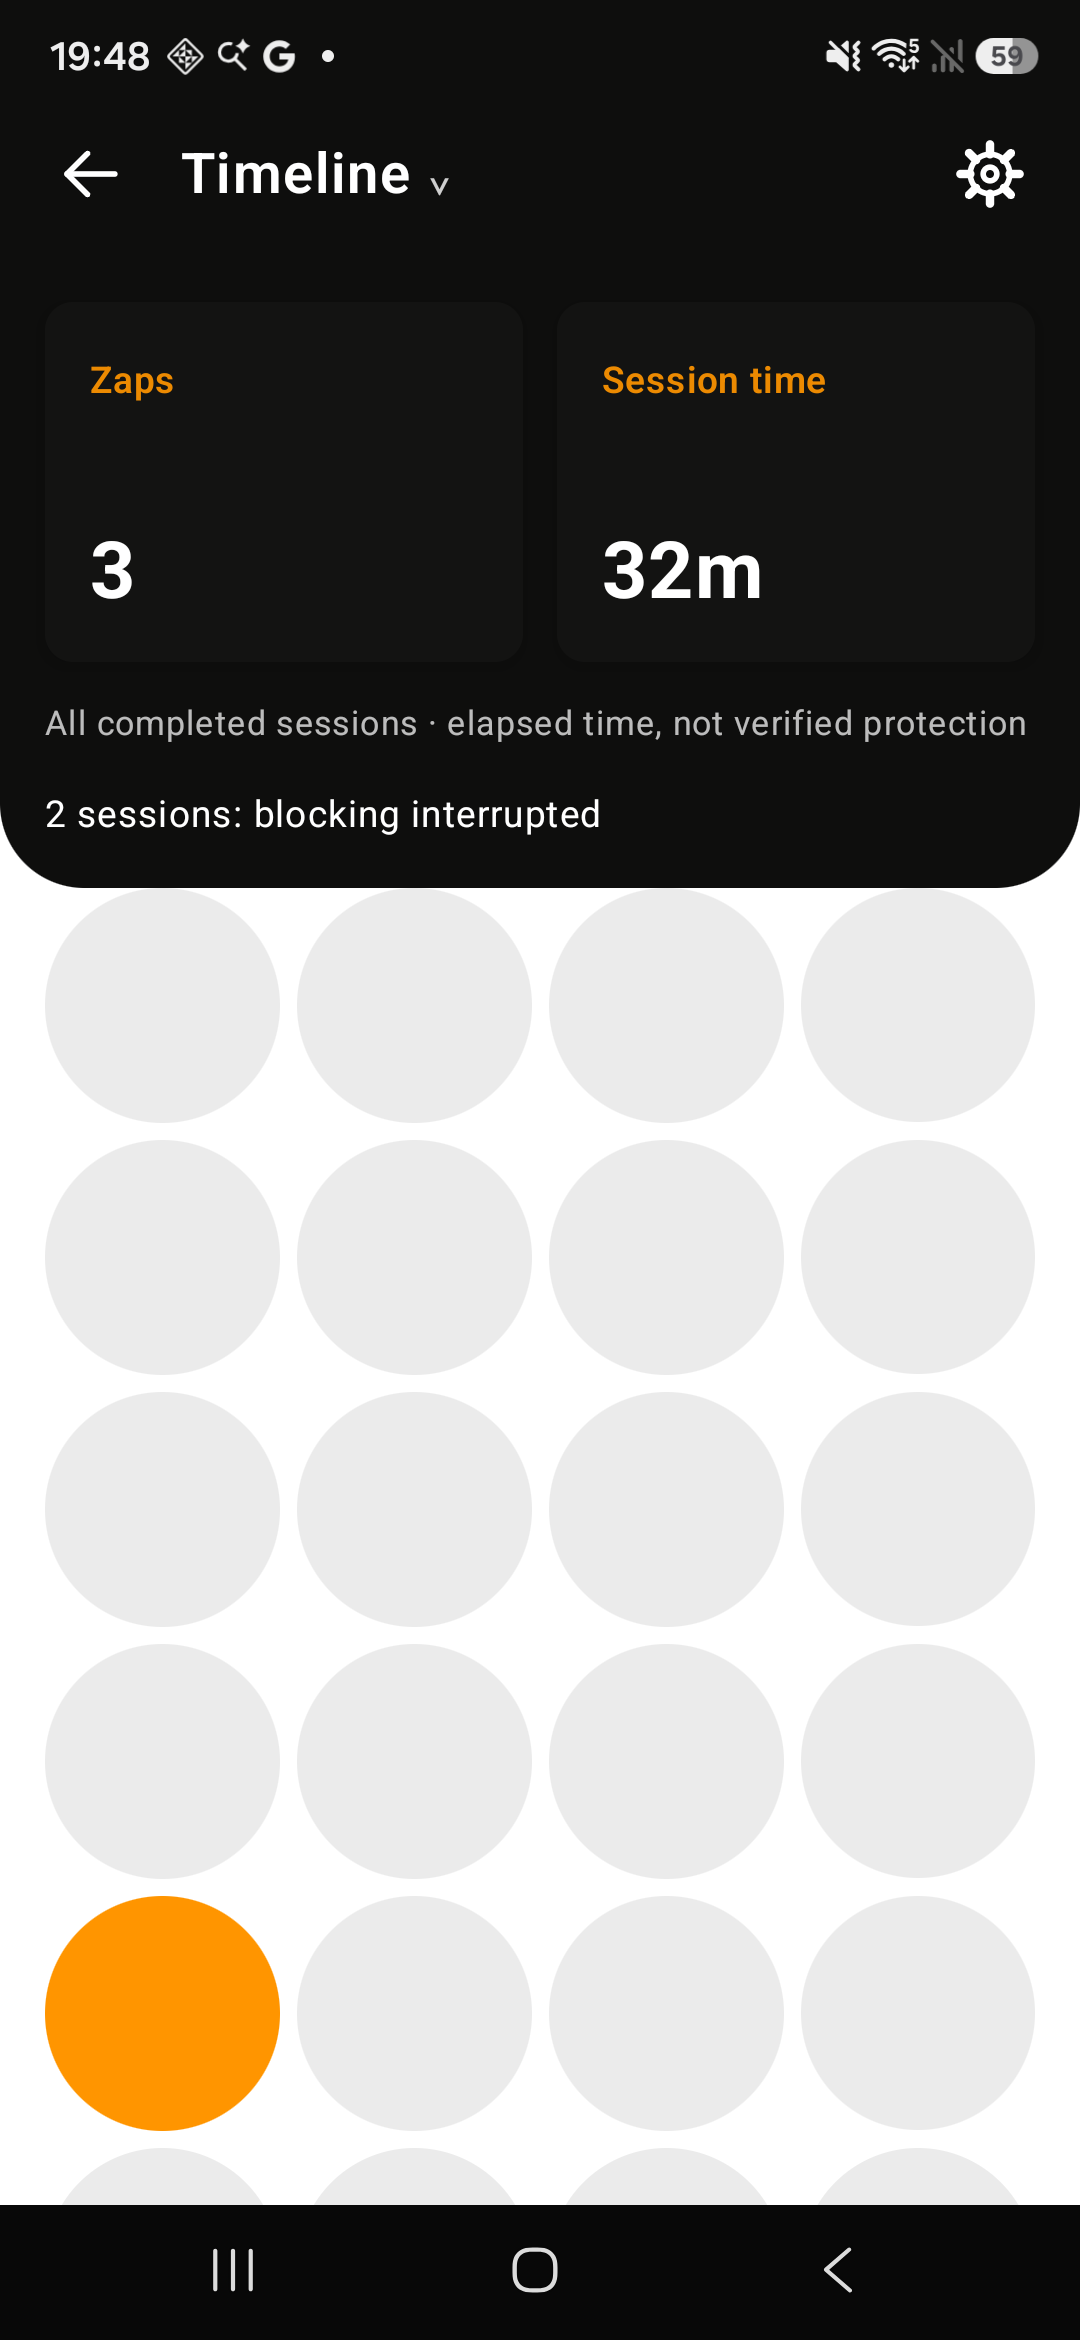 19:48
59
Timeline
Zaps
Session time
3
32m
All completed sessions · elapsed time, not verified protection
2 sessions: blocking interrupted